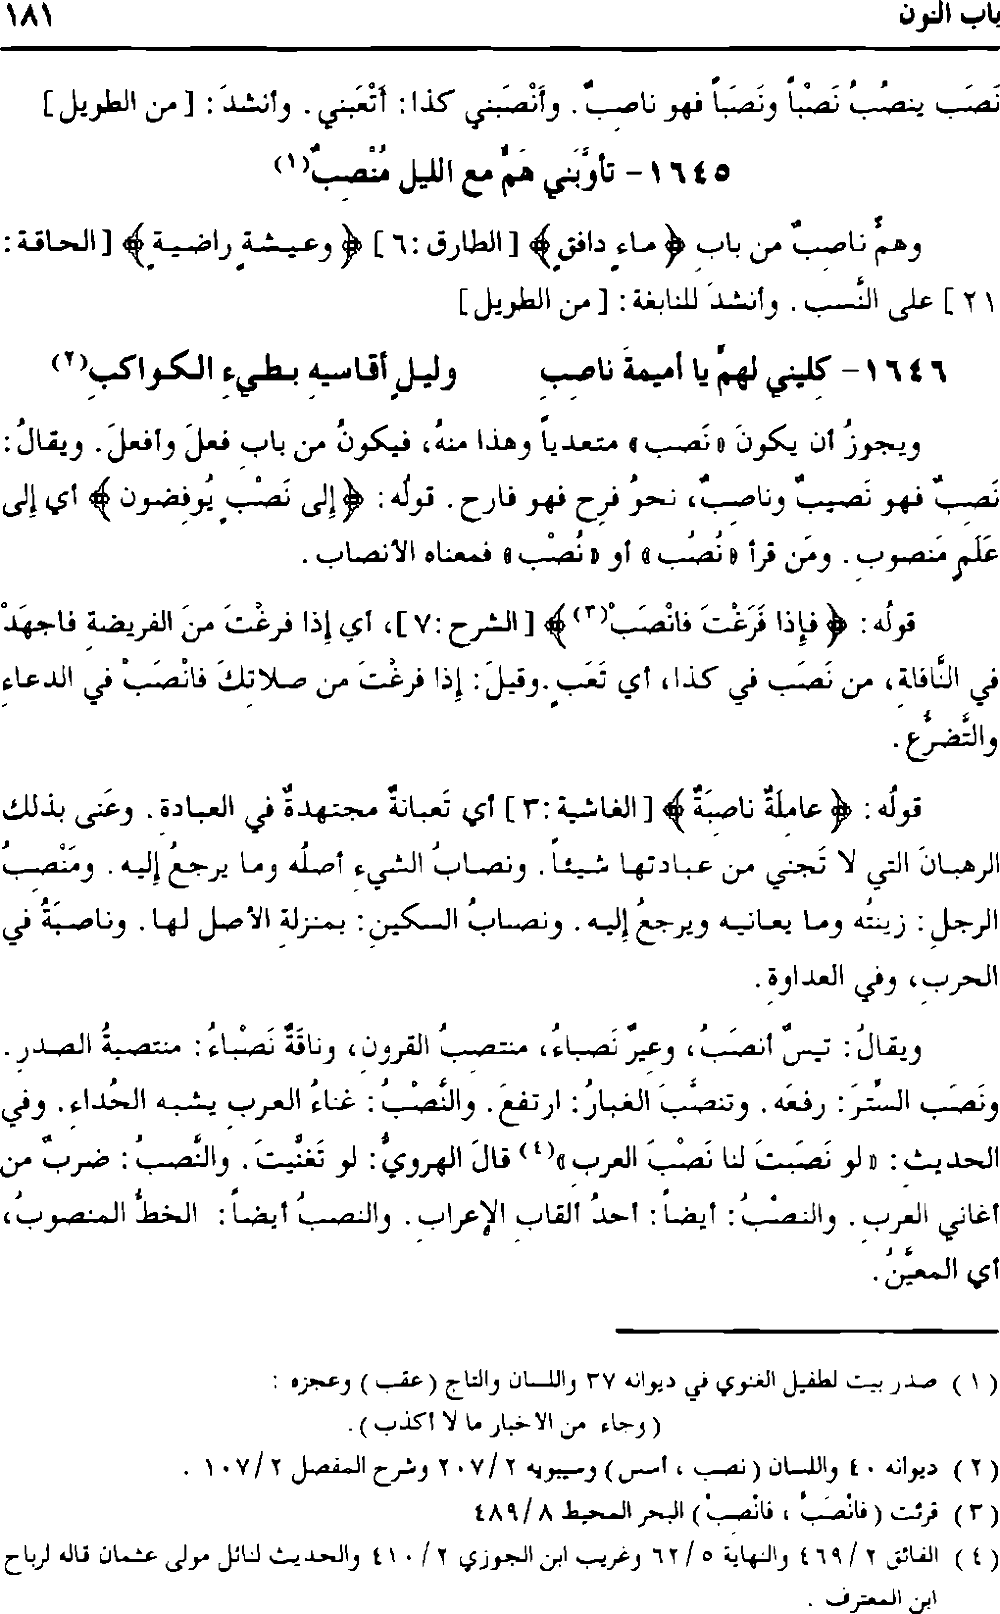 باب النون ١٨١
نَصَب ينصُبُ نَصْباً ونَصَباً فهو ناصبٌ. وأَنْصَبني كذا: أَتْعَبني. وأنشدَ: [من الطويل]
١٦٤٥- تأوَّبَني هَمٌّ مع الليل مُنْصِبٌ(١)
وهمٌّ ناصِبٌ من بابِ ﴿ماءٍ دافقٍ﴾ [الطارق:٦] ﴿وعيشةٍ راضيةٍ﴾ [الحاقة:
٢١] على النَّسب. وأنشدَ للنابغة: [من الطويل]
١٦٤٦- كِليني لهمٍّ يا أميمةَ ناصِبِ وليلٍ أقاسيهِ بطيءِ الكواكبِ(٢)
ويجوزُ أن يكونَ «نَصب» متعدياً وهذا منهُ، فيكونُ من بابِ فعلَ وأفعلَ. ويقالُ:
نَصِبٌ فهو نَصيبٌ وناصِبٌ، نحوُ فرِح فهو فارح. قولُه: ﴿إلى نَصْبٍ يُوفِضون﴾ أي إلى
عَلَمٍ مَنصوبٍ. ومَن قرأ «نُصُب» أو «نُصْب» فمعناه الأنصاب.
قولُه: ﴿فإذا فَرَغْتَ فانْصَبْ(٣)﴾ [الشرح:٧]، أي إذا فرغْتَ منَ الفريضةِ فاجهَدْ
في النَّافلةِ، من نَصَب في كذا، أي تَعَبٍ.وقيلَ: إذا فرغْتَ من صلاتِكَ فانْصَبْ في الدعاءِ
والتَّضرُّعِ.
قولُه: ﴿عاملَةٌ ناصِبَةٌ﴾ [الغاشية:٣] أي تَعبانةٌ مجتهدةٌ في العبادةِ. وعَنى بذلك
الرهبانَ التي لا تَجني من عبادتها شيئاً. ونصابُ الشيءِ أصلُه وما يرجعُ إليه. ومَنْصِبُ
الرجلِ: زينتُه وما يعانيه ويرجعُ إليه. ونصابُ السكينِ: بمنزلةِ الأصلِ لها. وناصبَةُ في
الحربِ، وفي العداوةِ.
ويقالُ: تيسٌ أنصَبُ، وعيرٌ نَصباءُ، منتصبُ القرونِ، وناقَةٌ نَصْباءُ: منتصبةُ الصدرِ.
ونَصَب السِّترَ: رفعَه. وتنصَّبَ الغبارُ: ارتفعَ. والنَّصْبُ: غناءُ العربِ يشبه الحُداءِ. وفي
الحديث: «لو نَصَبتَ لنا نَصْبَ العربِ»(٤) قالَ الهرويُّ: لو تَغنَّيتَ. والنَّصبُ: ضربٌ من
أغاني العربِ. والنصْبُ: أيضاً: أحدُ ألقابِ الإعرابِ. والنصبُ أيضاً: الخطُّ المنصوبُ،
أي المعيَّنُ.
(١) صدر بيت لطفيل الغنوي في ديوانه ٣٧ واللسان والتاج (عقب) وعجزه :
(وجاء من الأخبار ما لا أكذب).
(٢) ديوانه ٤٠ واللسان (نصب ، أسس) وسيبويه ٢٠٧/٢ وشرح المفصل ١٠٧/٢ .
(٣) قرئت (فانْصَبَّ ، فانْصِبْ) البحر المحيط ٤٨٩/٨
(٤) الفائق ٤٦٩/٢ والنهاية ٦٢/٥ وغريب ابن الجوزي ٤١٠/٢ والحديث لنائل مولى عثمان قاله لرباح
ابن المعترف .